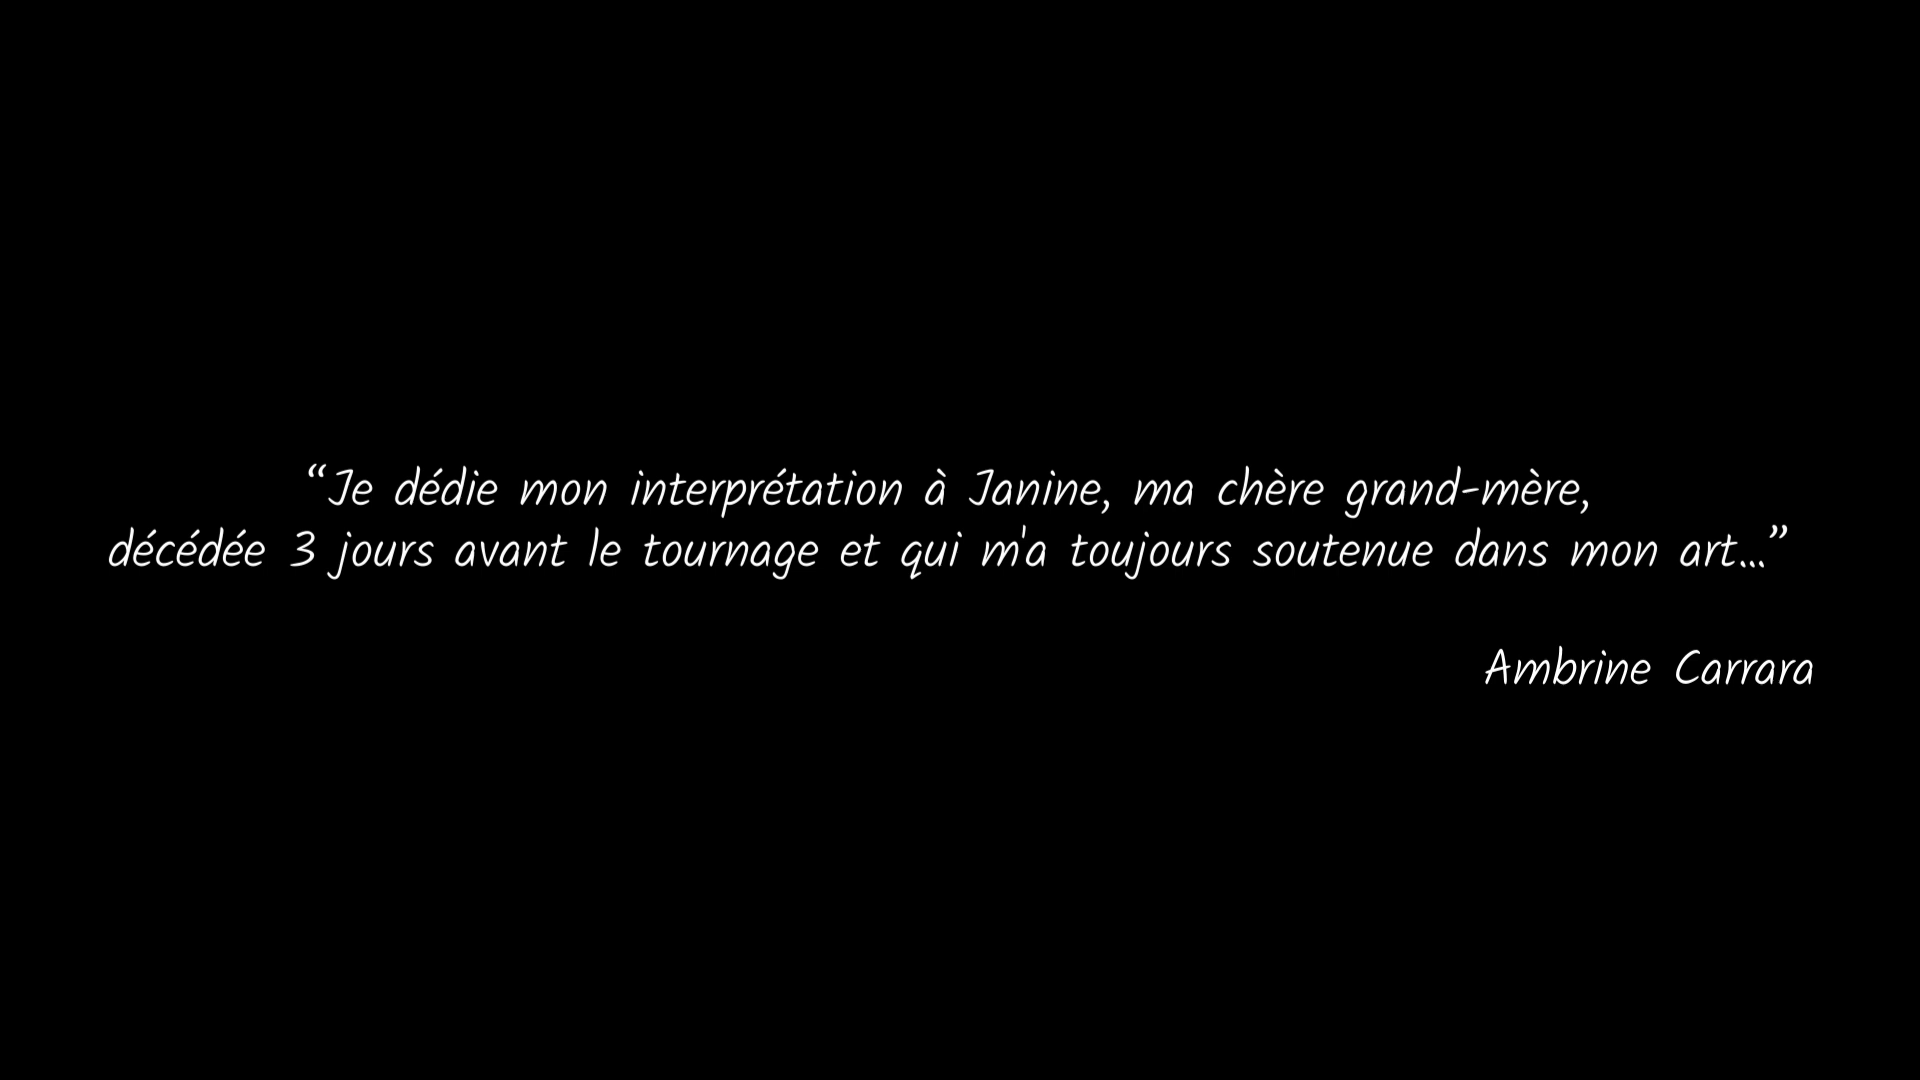 “Je dédie mon interprétation à Janine, ma chère grand-mère,
décédée 3 jours avant le tournage et qui m'a toujours soutenue dans mon art...”
Ambrine Carrara